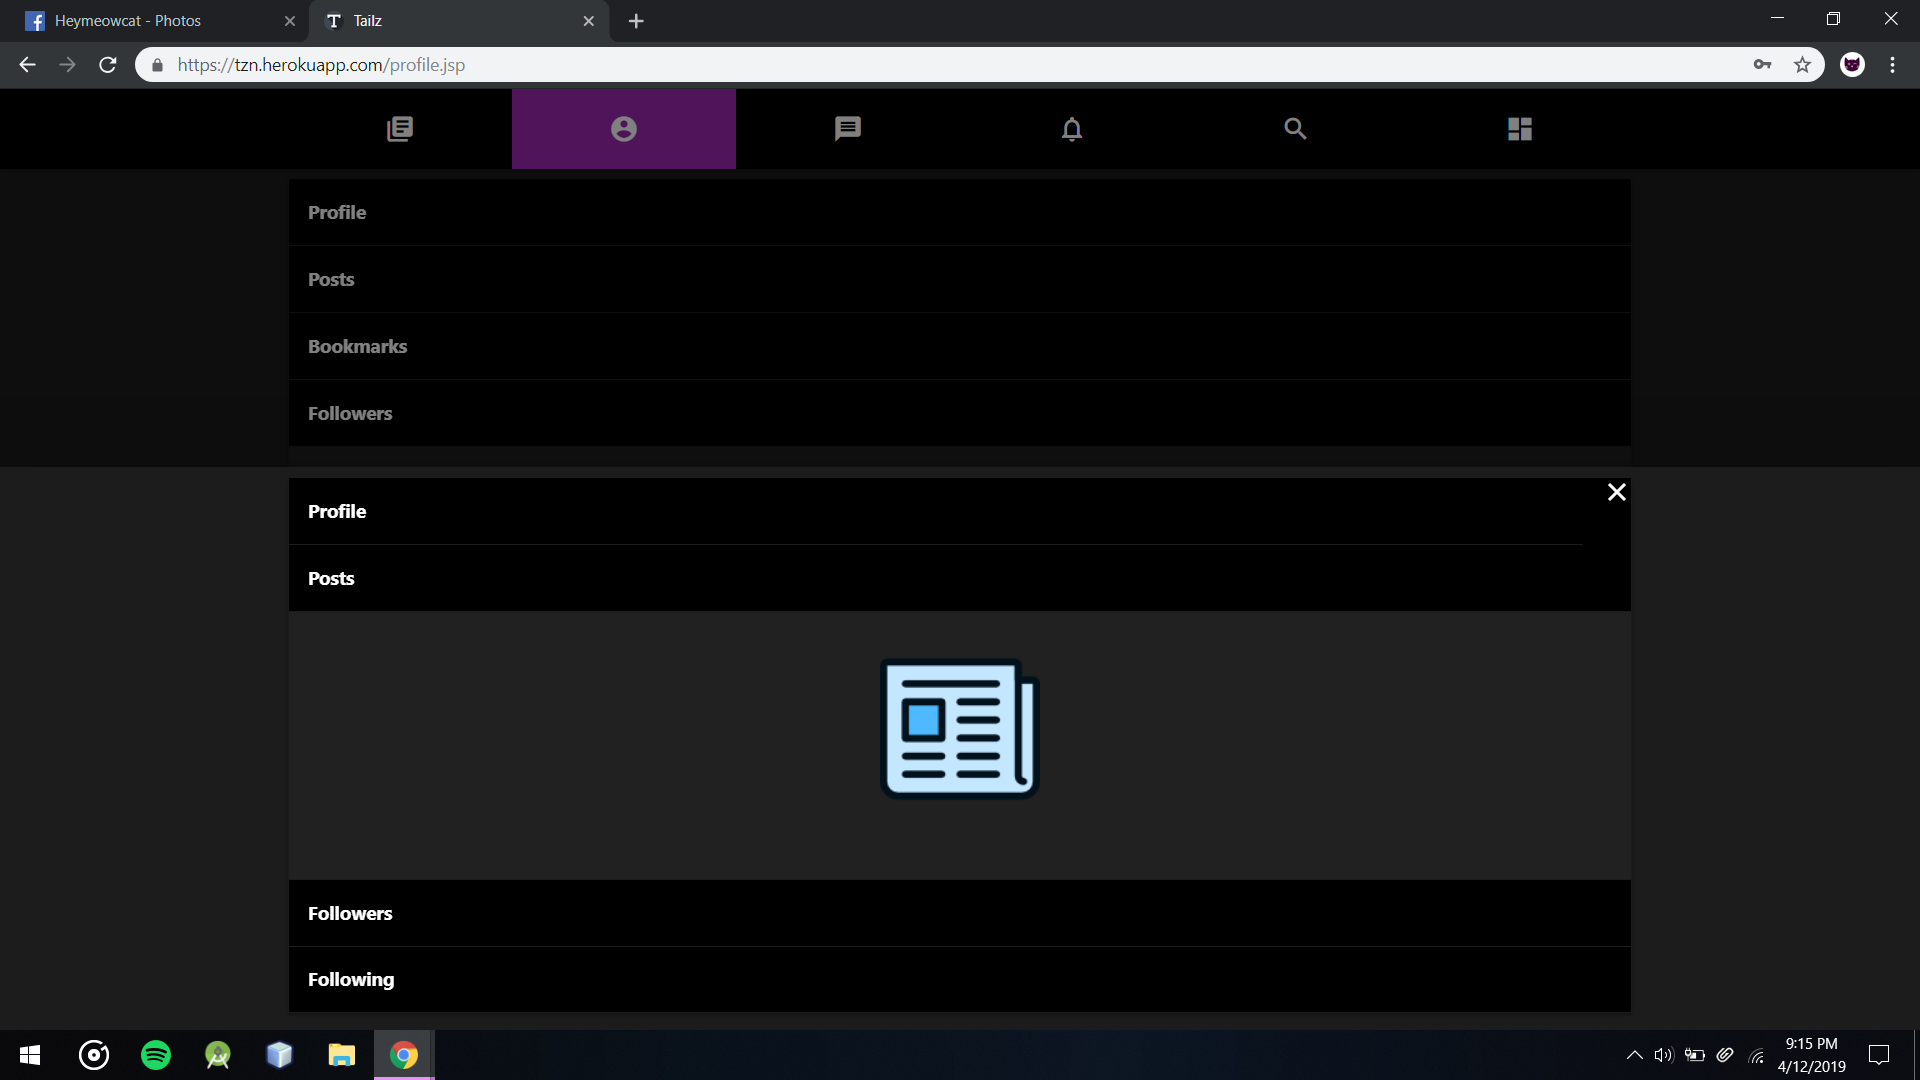 Heymeowcat - Photos
Tailz
https://tzn.herokuapp.com/profile.jsp
Profile
Posts
Bookmarks
Followers
Profile
Posts
Followers
Following
9:15 PM
4/12/2019